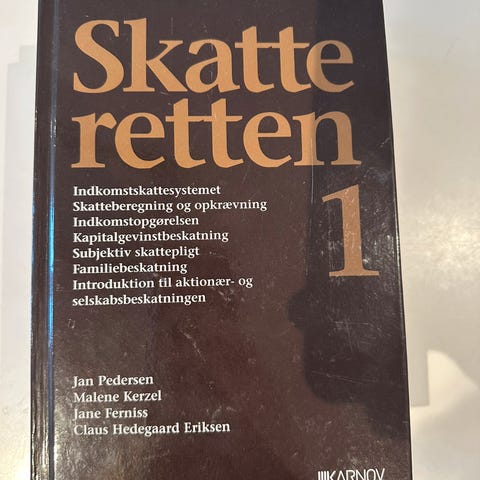 Skatte
retten
1
Indkomstskattesystemet
Skatteberegning og opkrævning
Indkomstopgørelsen
Kapitalgevinstbeskatning
Subjektiv skattepligt
Familiebeskatning
Introduktion til aktionær- og
selskabsbeskatningen
Jan Pedersen
Malene Kerzel
Jane Ferniss
Claus Hedegaard Eriksen
KARNOV